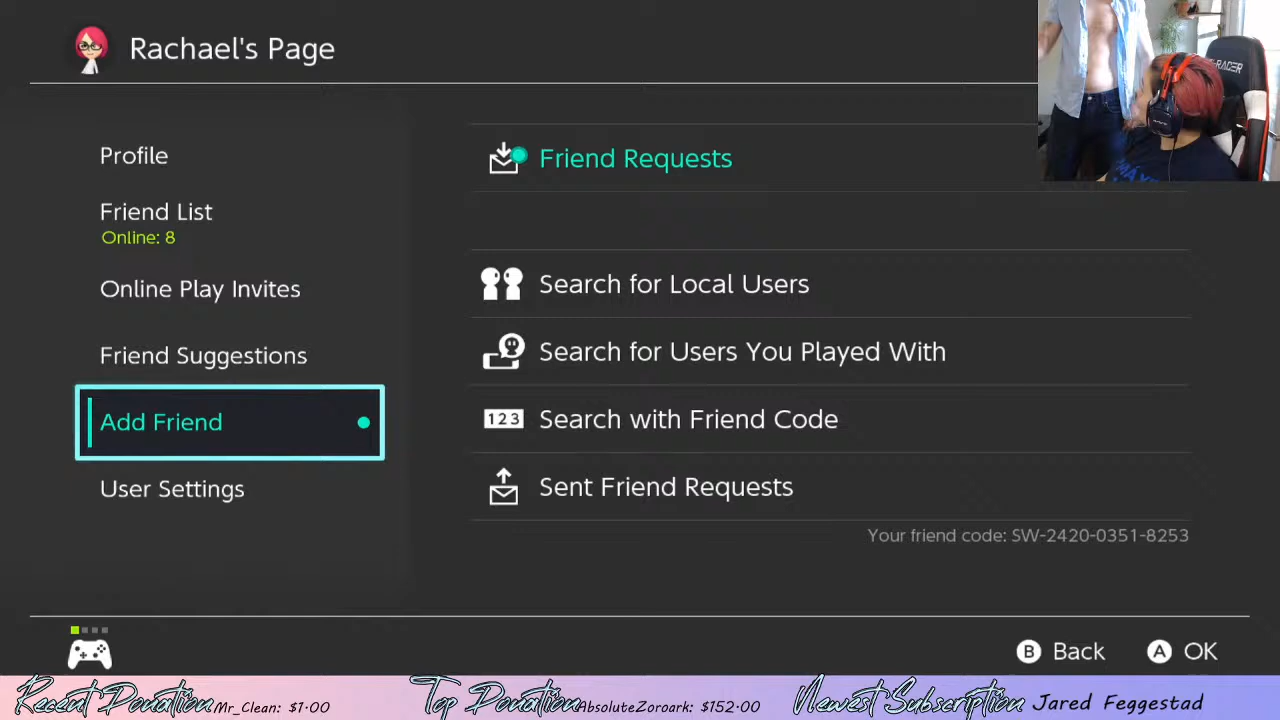 Rachael's Page
Profile
Friend List
Online: 8
Online Play Invites
Friend Suggestions
Add Friend
User Settings
Friend Requests
Search for Local Users
Search for Users You Played With
123 Search with Friend Code
Sent Friend Requests
Your friend code: SW-2420-0351-8253
B Back
A OK
Recent Donation Mr_Clean: $1.00
Top Donation AbsoluteZoroark: $152.00
Newest Subscription Jared Feggestad